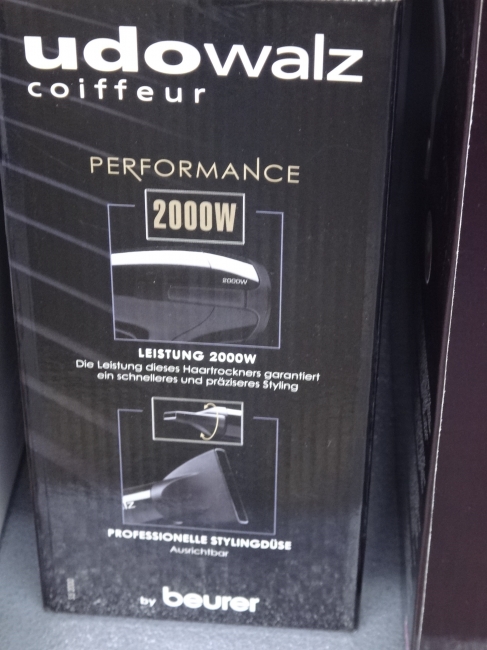 udowalz
coiffeur
PERFORMANCE
2000W
2000W
LEISTUNG 2000W
Die Leistung dieses Haartrockners garantiert
ein schnelleres und präziseres Styling
PROFESSIONELLE STYLINGDÜSE
Ausrichtbar
by beurer